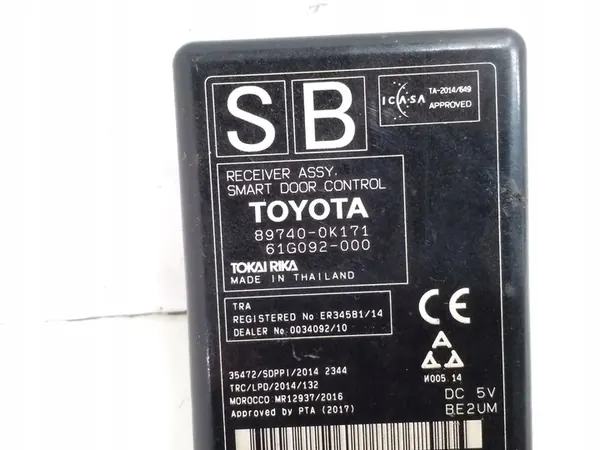 S B
ICASA
TA-2014/649
APPROVED
RECEIVER ASSY,
SMART DOOR CONTROL
TOYOTA
89740-0K171
61G092-000
TOKAI RIKA
MADE IN THAILAND
TRA
REGISTERED No ER34581/14
DEALER No 0034092/10
CE
35472/SDPPI/2014 2344
TRC/LPD/2014/132
MOROCCO MR12937/2016
Approved by PTA (2017)
N005 14
DC 5V
BE2UM